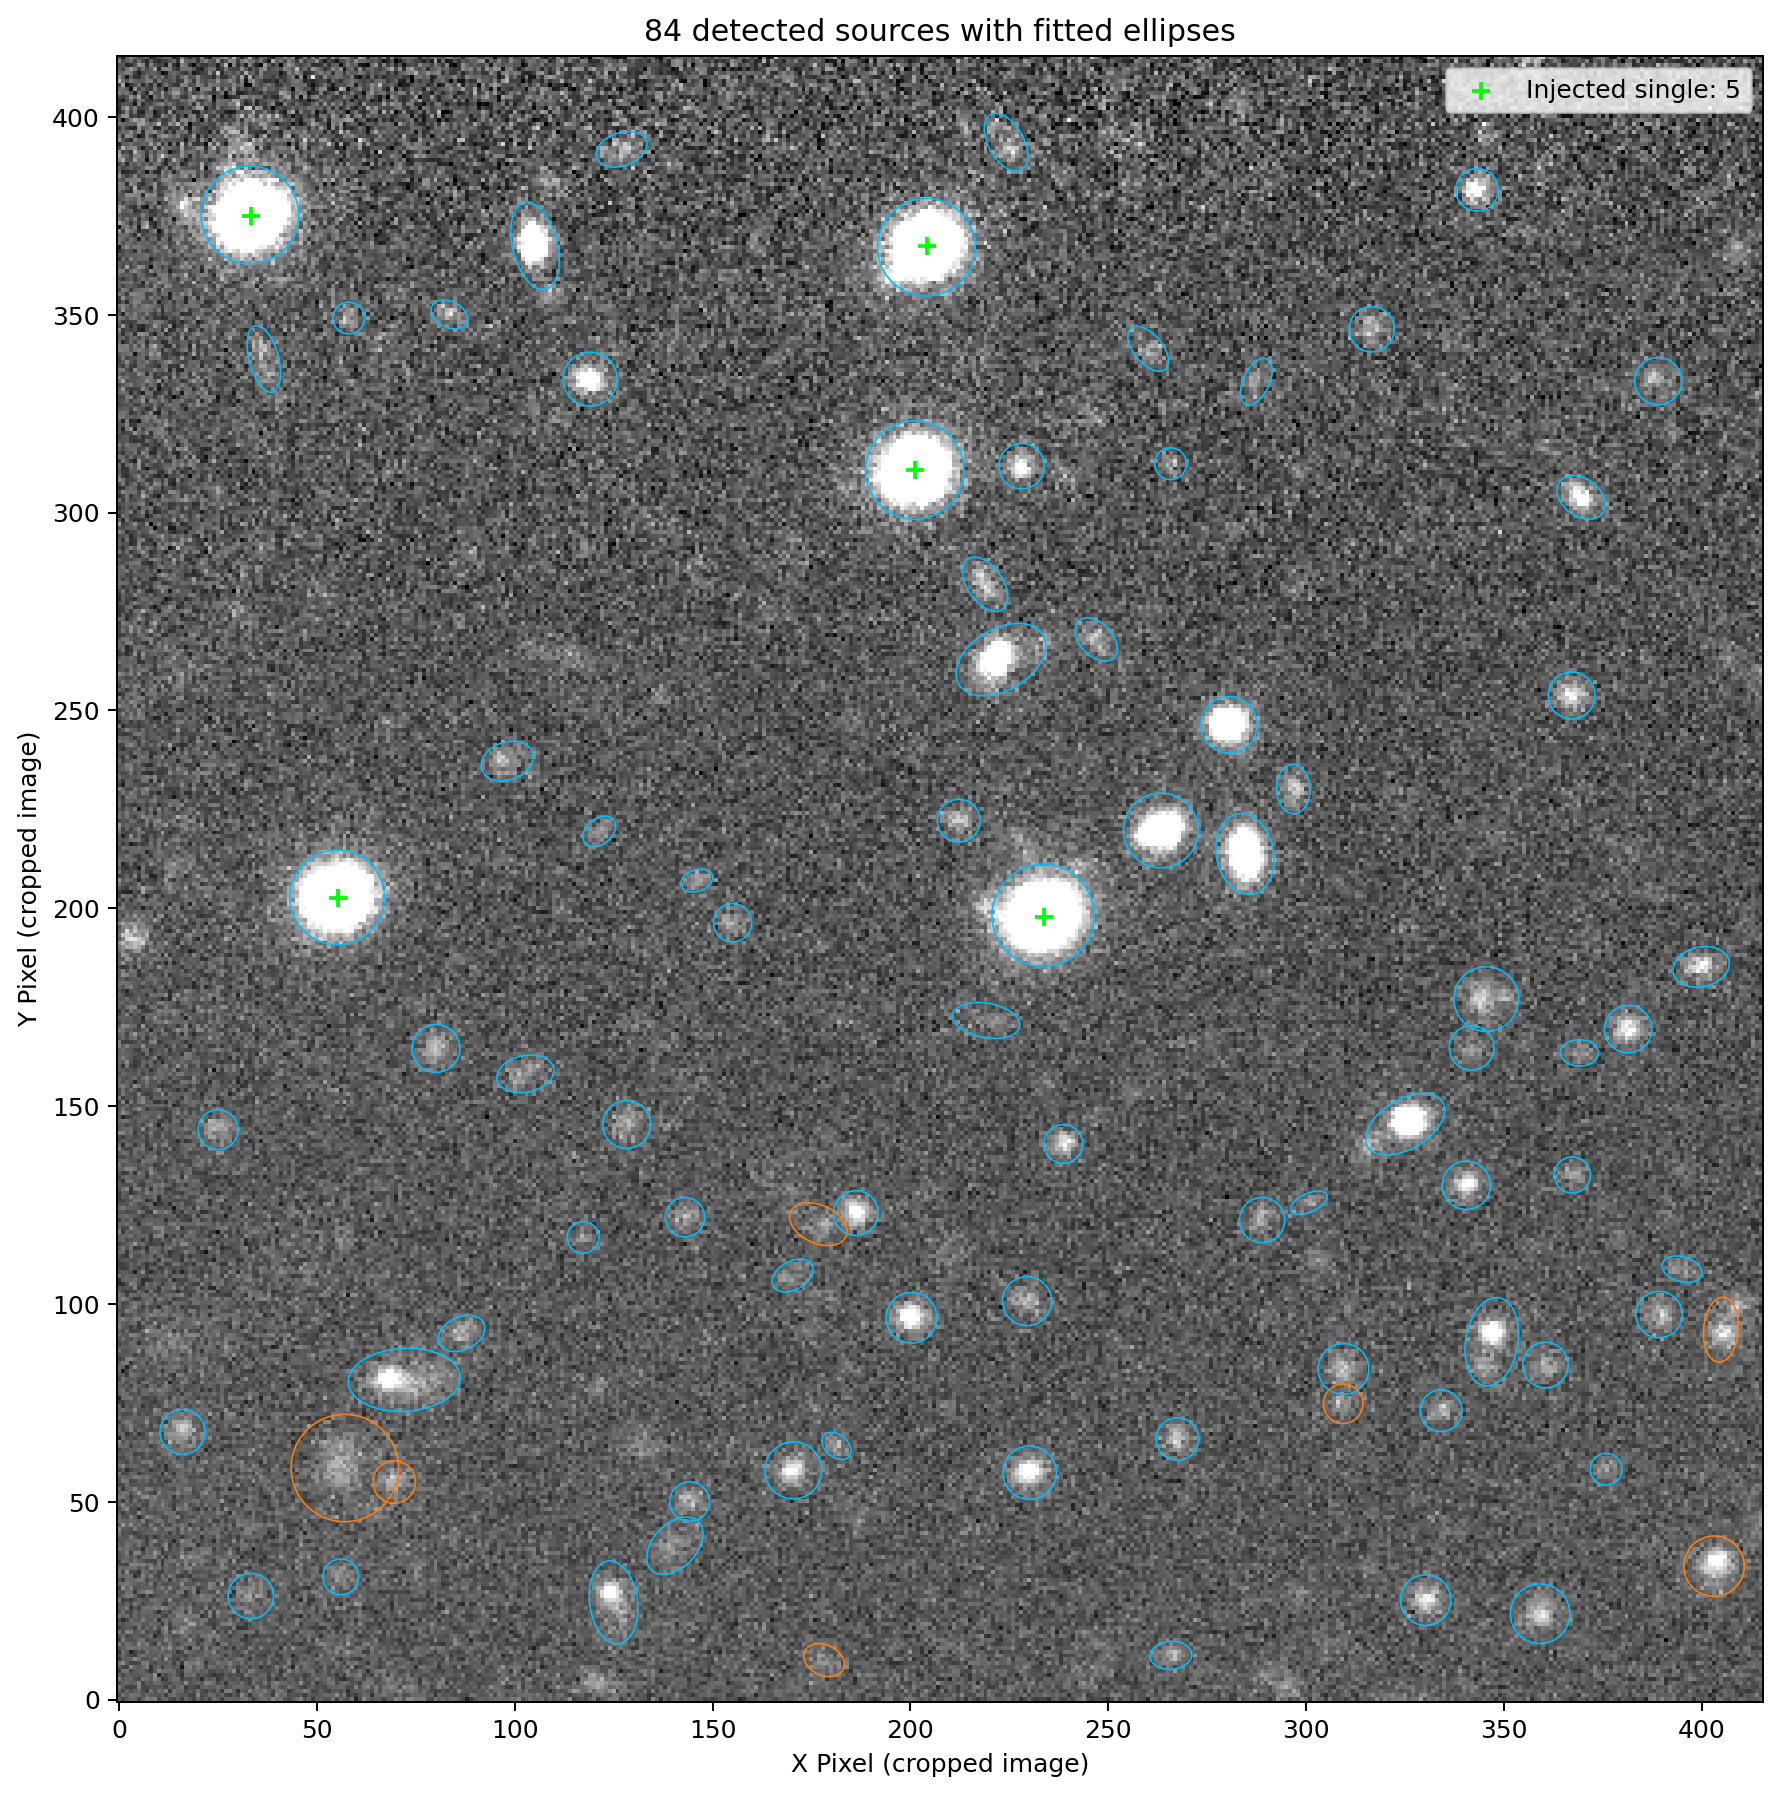 84 detected sources with fitted ellipses
Injected single: 5
400
350
300
250
200
150
100
50
0
Y Pixel (cropped image)
0 50 100 150 200 250 300 350 400
X Pixel (cropped image)